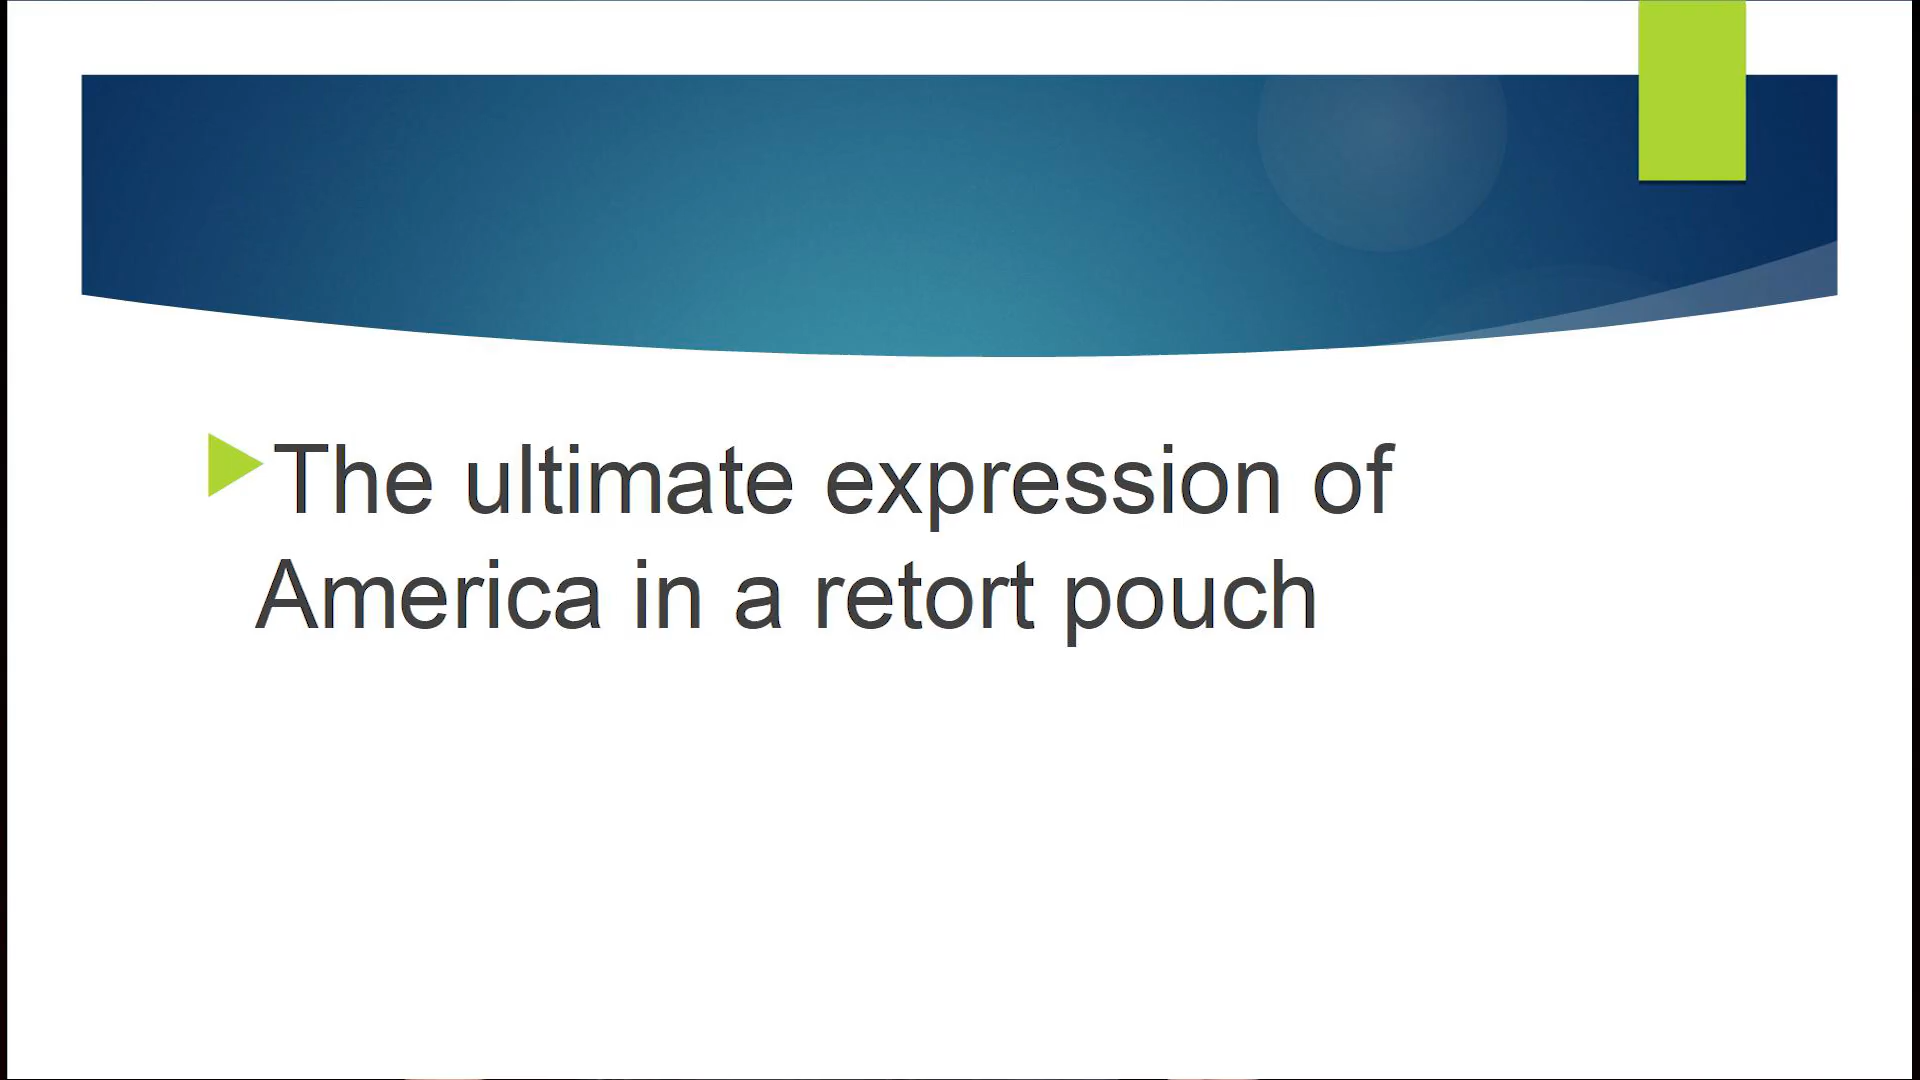 The ultimate expression of
America in a retort pouch